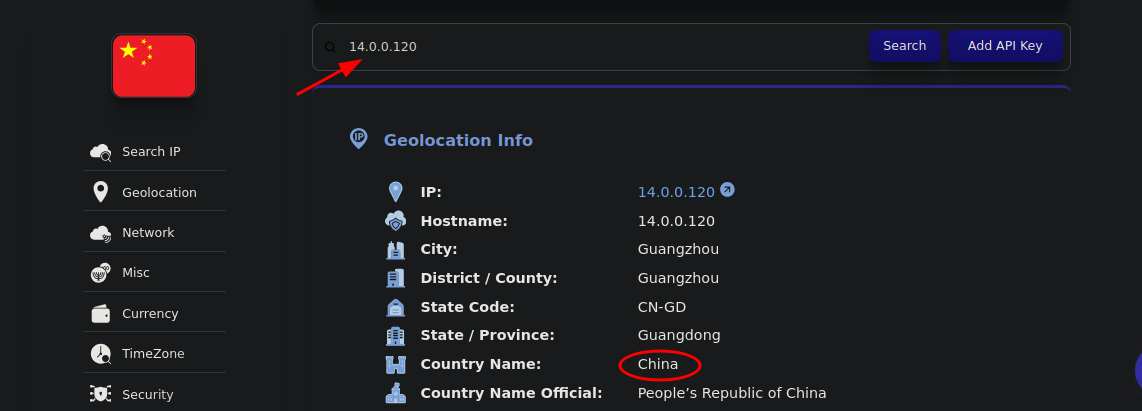 14.0.0.120
Search
Add API Key
Search IP
Geolocation
Network
Misc
Currency
TimeZone
Security
IP
Geolocation Info
IP: 14.0.0.120
Hostname: 14.0.0.120
City: Guangzhou
District / County: Guangzhou
State Code: CN-GD
State / Province: Guangdong
Country Name: China
Country Name Official: People’s Republic of China